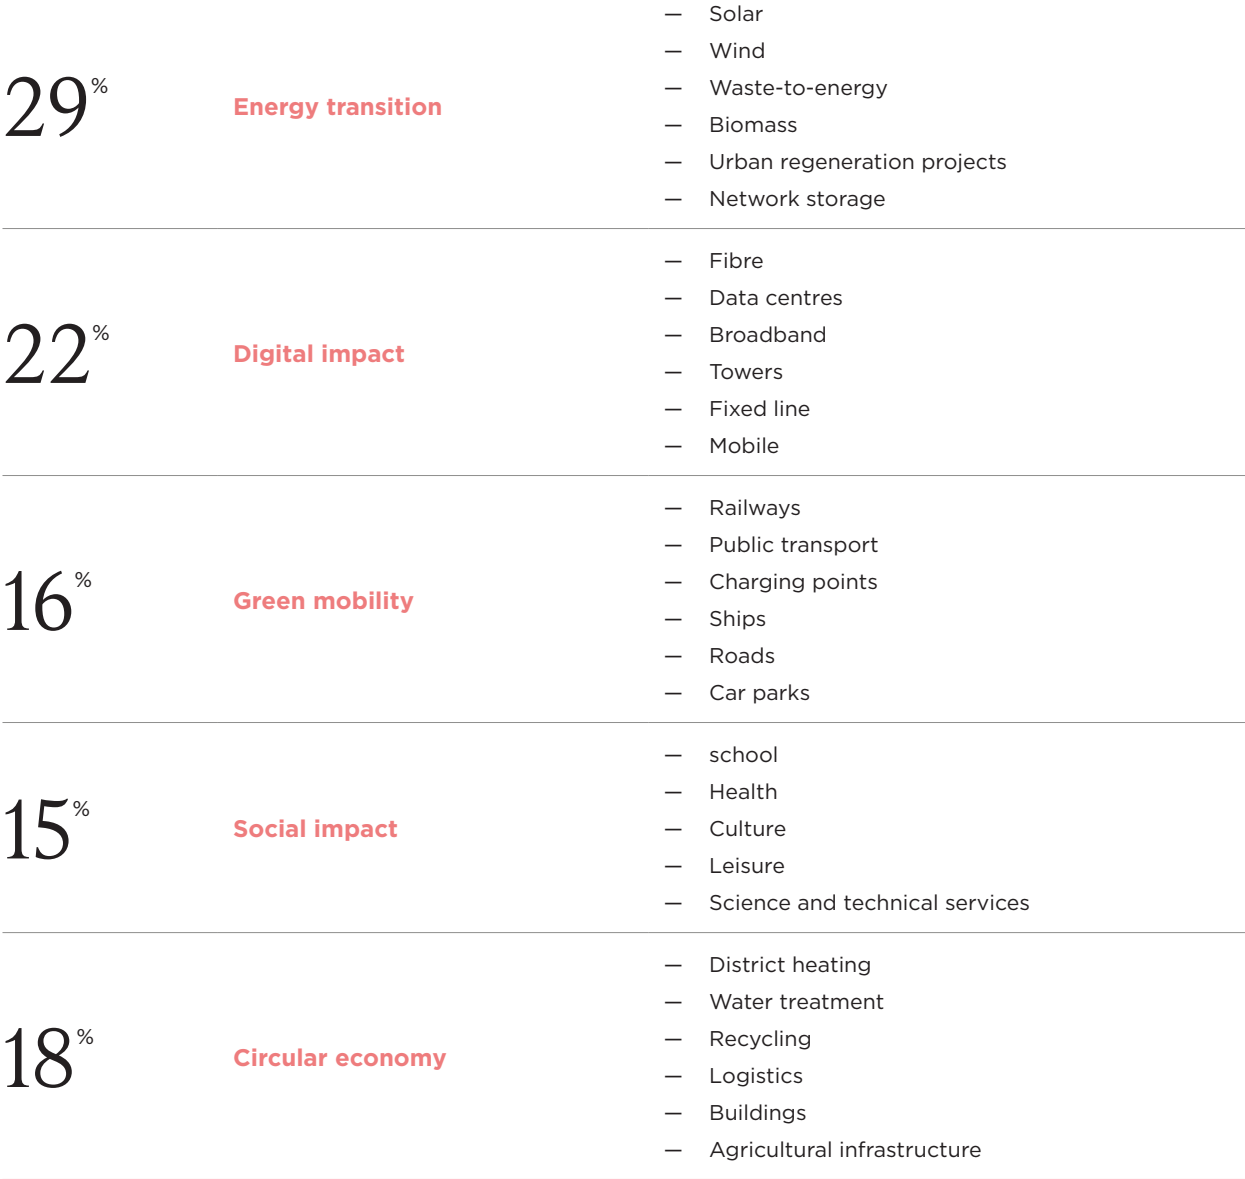 29%
Energy transition
— Solar
— Wind
— Waste-to-energy
— Biomass
— Urban regeneration projects
— Network storage
22%
Digital impact
— Fibre
— Data centres
— Broadband
— Towers
— Fixed line
— Mobile
16%
Green mobility
— Railways
— Public transport
— Charging points
— Ships
— Roads
— Car parks
15%
Social impact
— school
— Health
— Culture
— Leisure
— Science and technical services
18%
Circular economy
— District heating
— Water treatment
— Recycling
— Logistics
— Buildings
— Agricultural infrastructure